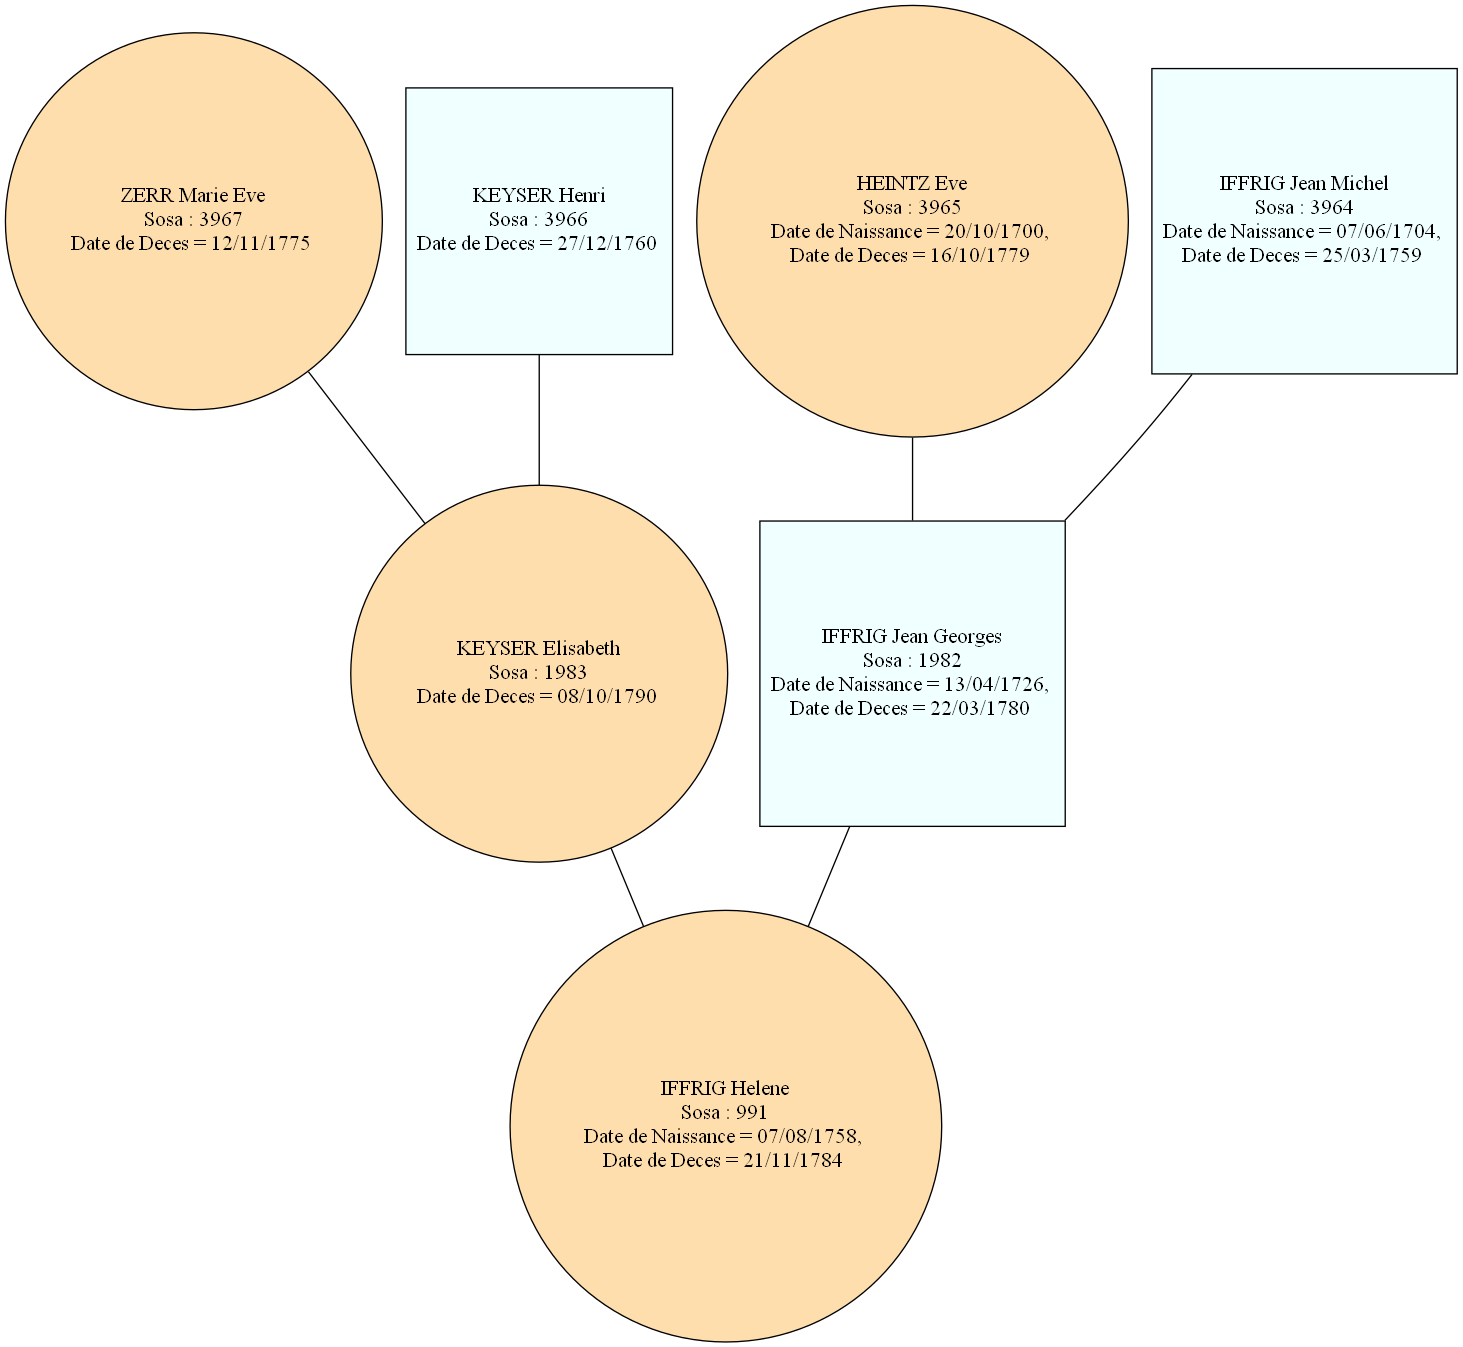 ZERR Marie Eve
Sosa : 3967
Date de Deces = 12/11/1775
KEYSER Henri
Sosa : 3966
Date de Deces = 27/12/1760
HEINTZ Eve
Sosa : 3965
Date de Naissance = 20/10/1700,
Date de Deces = 16/10/1779
IFFRIG Jean Michel
Sosa : 3964
Date de Naissance = 07/06/1704,
Date de Deces = 25/03/1759
KEYSER Elisabeth
Sosa : 1983
Date de Deces = 08/10/1790
IFFRIG Jean Georges
Sosa : 1982
Date de Naissance = 13/04/1726,
Date de Deces = 22/03/1780
IFFRIG Helene
Sosa : 991
Date de Naissance = 07/08/1758,
Date de Deces = 21/11/1784